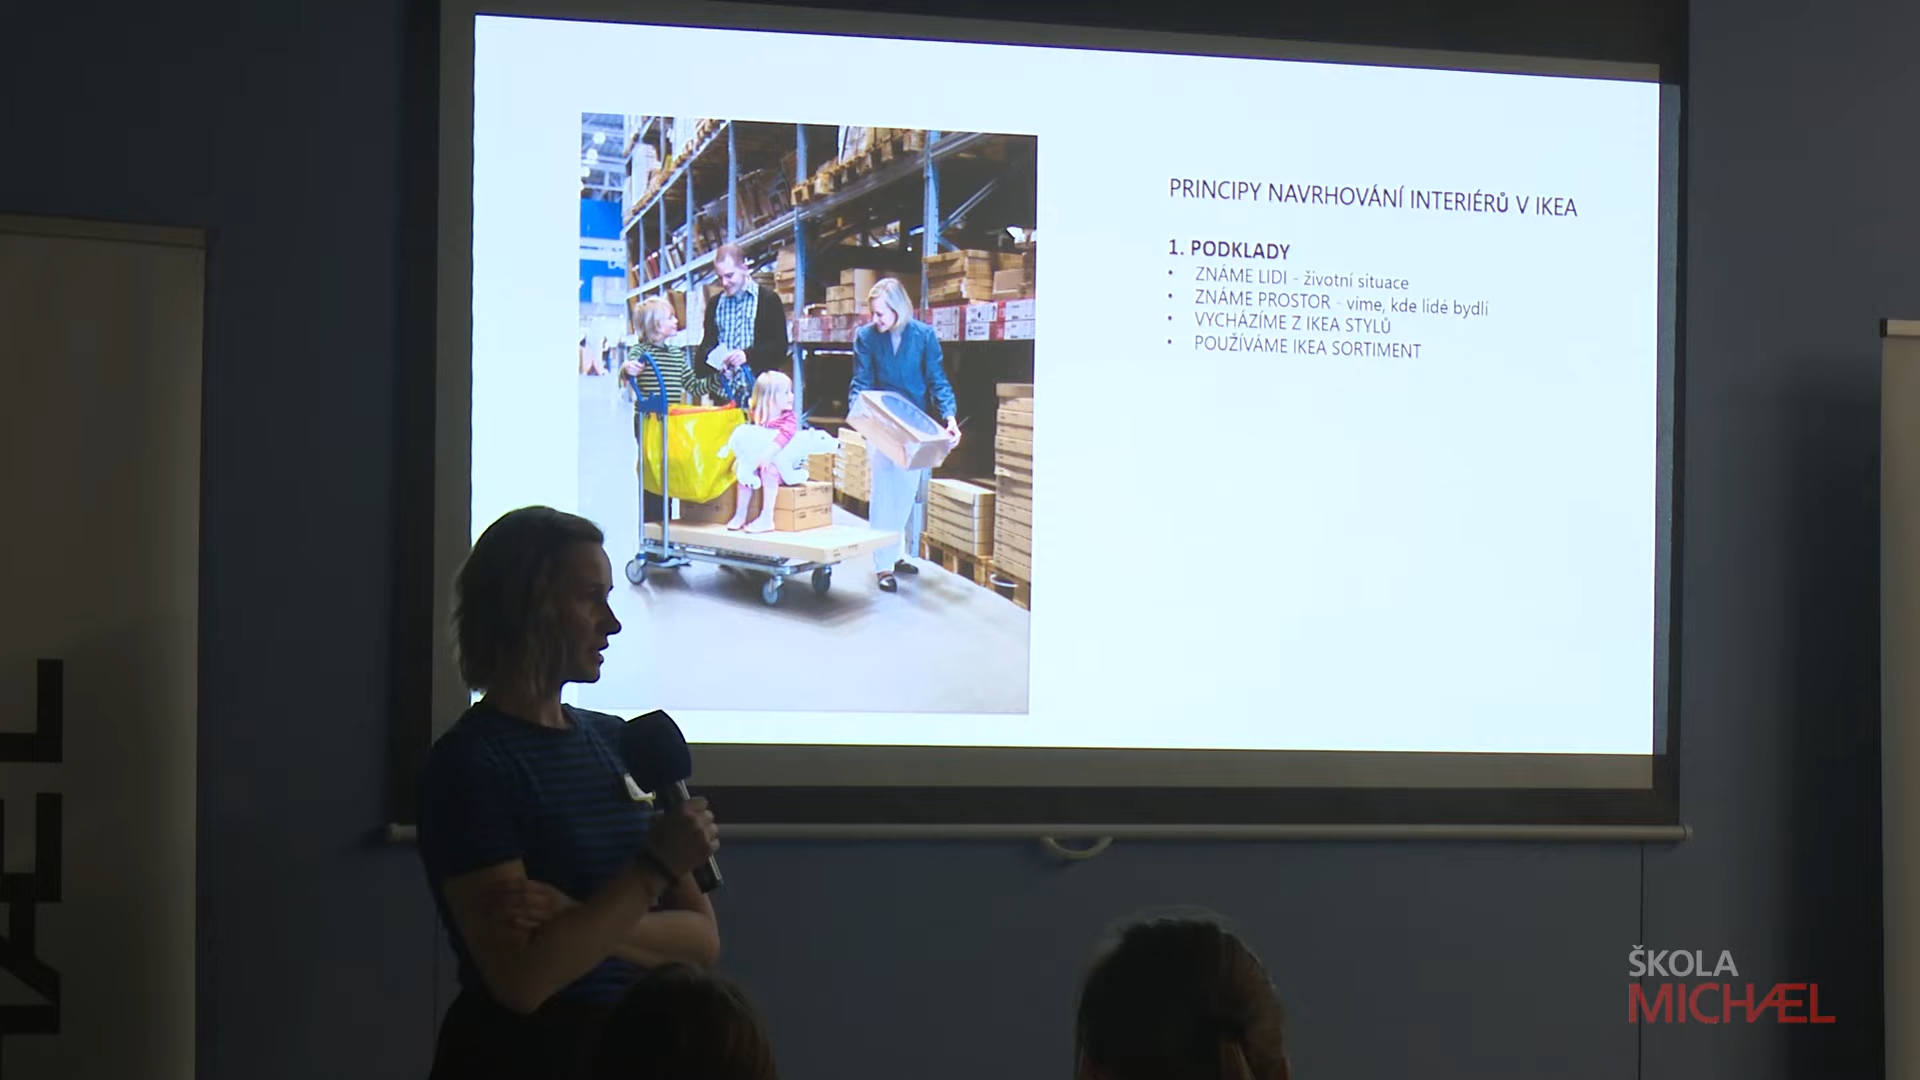 PRINCIPY NAVRHOVÁNÍ INTERIÉRŮ V IKEA
1. PODKLADY
• ZNÁME LIDI - životní situace
• ZNÁME PROSTOR - víme, kde lidé bydlí
• VYCHÁZÍME Z IKEA STYLŮ
• POUŽÍVÁME IKEA SORTIMENT
ŠKOLA
MICHÆL